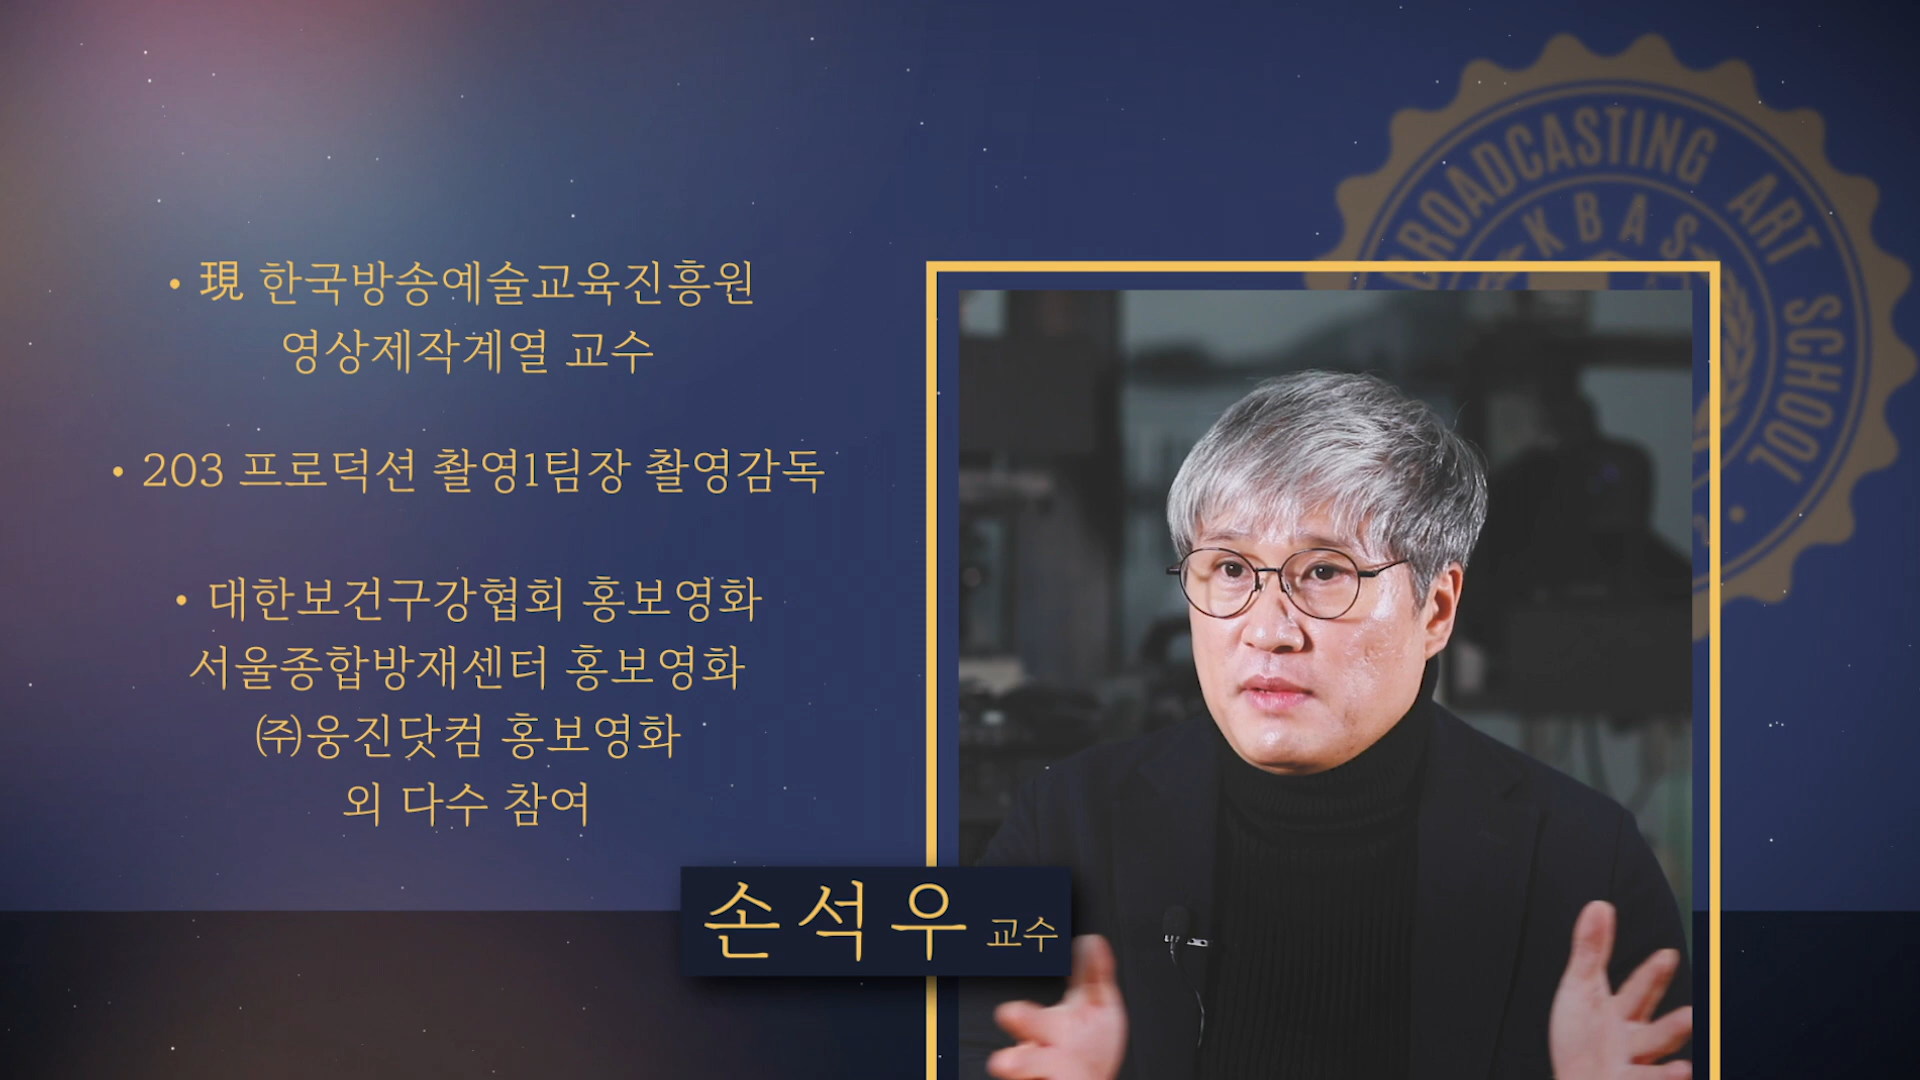 • 現 한국방송예술교육진흥원
영상제작계열 교수
• 203 프로덕션 촬영1팀장 촬영감독
• 대한보건구강협회 홍보영화
서울종합방재센터 홍보영화
㈜웅진닷컴 홍보영화
외 다수 참여
손석우 교수
BROADCASTING ART SCHOOL
KBAS